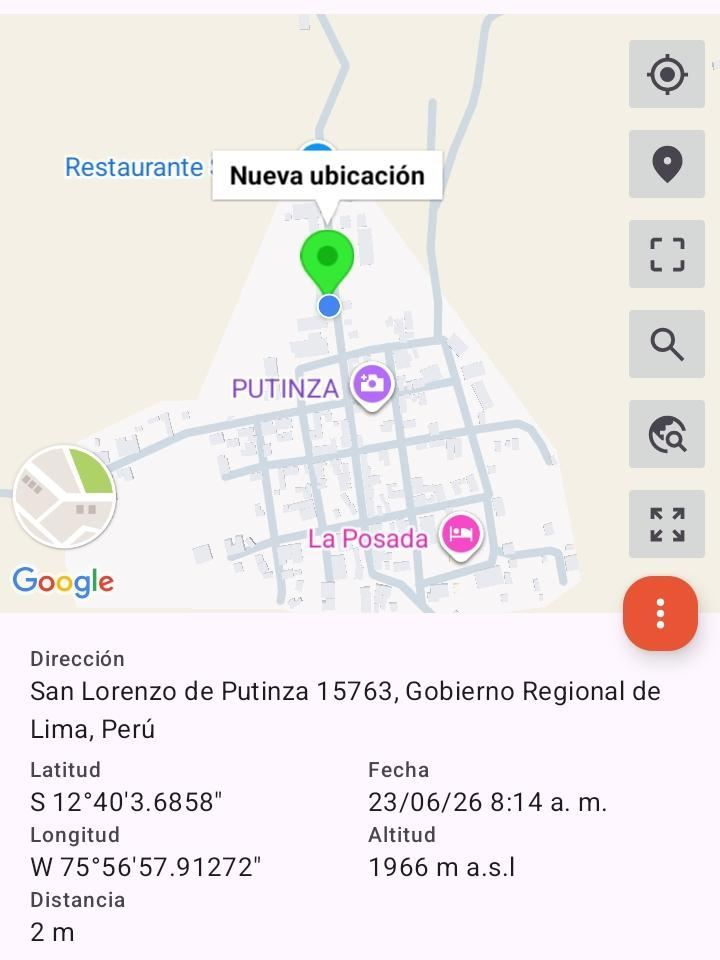 Restaurante
Nueva ubicación
PUTINZA
La Posada
Google
Dirección
San Lorenzo de Putinza 15763, Gobierno Regional de
Lima, Perú
Latitud
S 12°40'3.6858"
Fecha
23/06/26 8:14 a. m.
Longitud
W 75°56'57.91272"
Altitud
1966 m a.s.l
Distancia
2 m